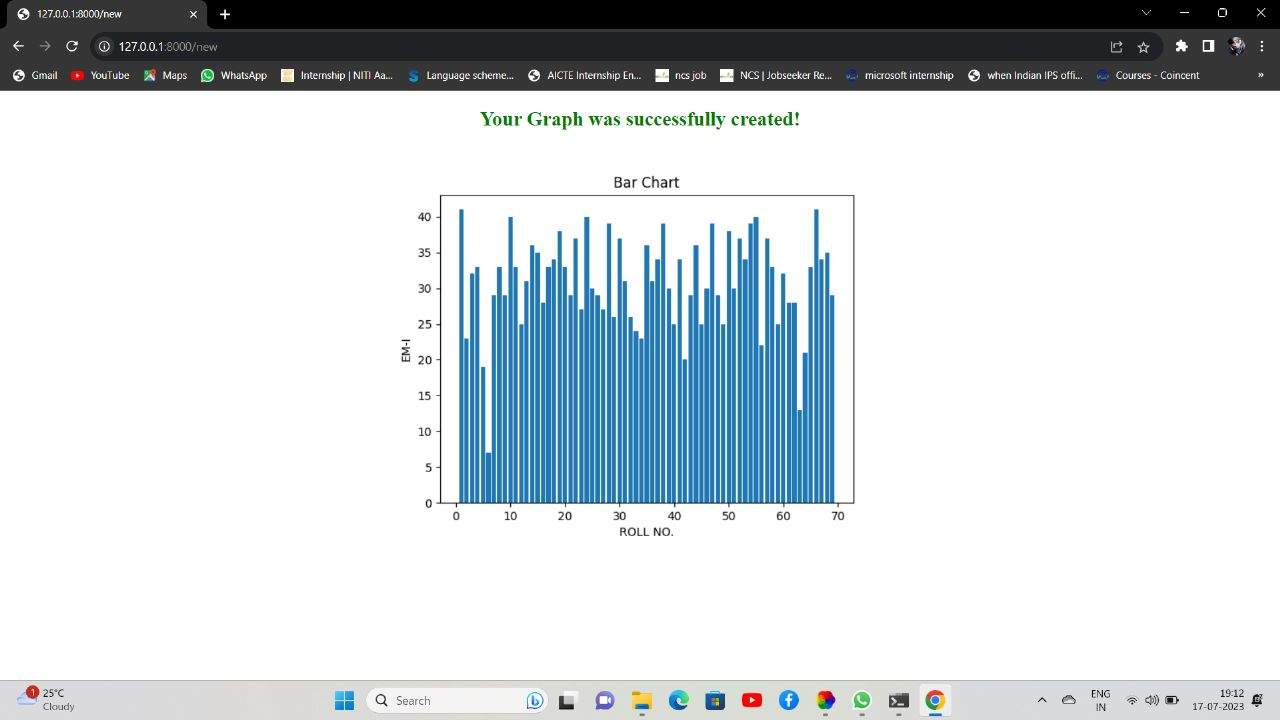 127.0.0.1:8000/new
127.0.0.1:8000/new
Gmail YouTube Maps WhatsApp Internship | NITI Aa... Language scheme... AICTE Internship En... ncs job NCS | Job Seeker Re... microsoft internship when Indian IPS offi... Courses - Coincent »
Your Graph was successfully created!
Bar Chart
40
35
30
25
20
15
10
5
0
EM-I
0 10 20 30 40 50 60 70
ROLL NO.
1
25°C
Cloudy
Search
ENG
IN
19:12
17-07-2023